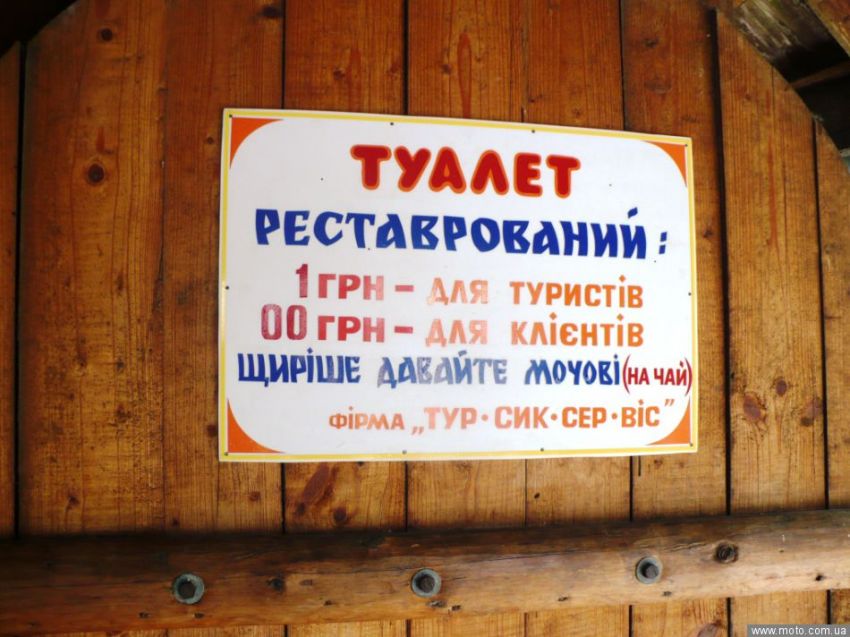 ТУАЛЕТ
РЕСТАВРОВАНИЙ:
1 ГРН - ДЛЯ ТУРИСТІВ
00 ГРН - ДЛЯ КЛІЄНТІВ
ЩИРІШЕ ДАВАЙТЕ МОЧОВІ (НА ЧАЙ)
ФІРМА „ТУР·СИК·СЕР·ВІС"
www.moto.com.ua